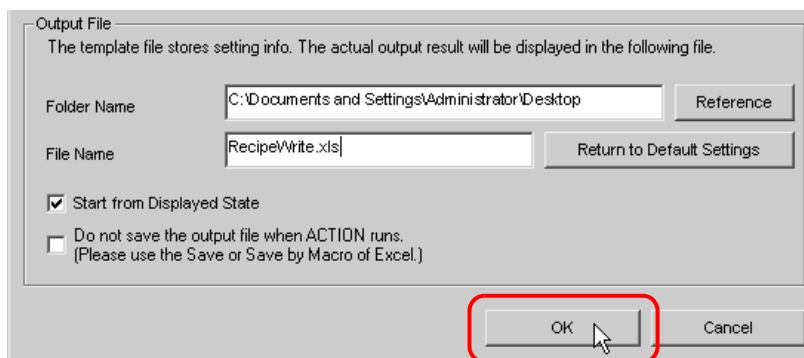 Output File
The template file stores setting info. The actual output result will be displayed in the following file.
Folder Name
C:\Documents and Settings\Administrator\Desktop
Reference
File Name
RecipeWrite.xls
Return to Default Settings
Start from Displayed State
Do not save the output file when ACTION runs.
(Please use the Save or Save by Macro of Excel.)
OK
Cancel